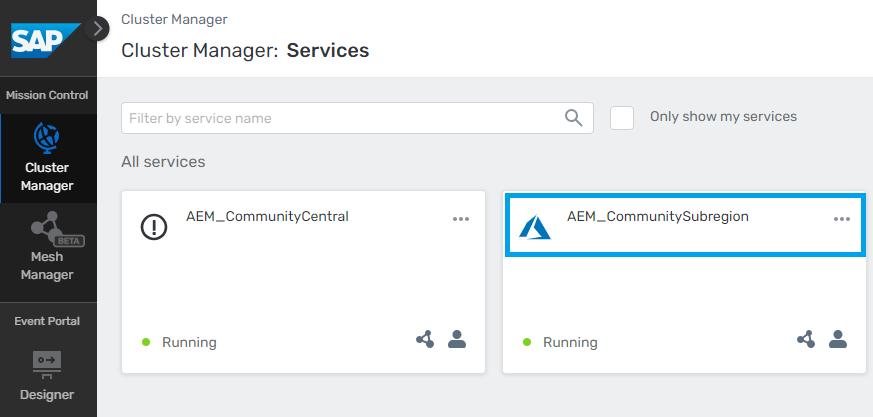 SAP
Cluster Manager
Cluster Manager: Services
Mission Control
Cluster
Manager
BETA
Mesh
Manager
Event Portal
Designer
Filter by service name
Only show my services
All services
AEM_CommunityCentral
Running
AEM_CommunitySubregion
Running